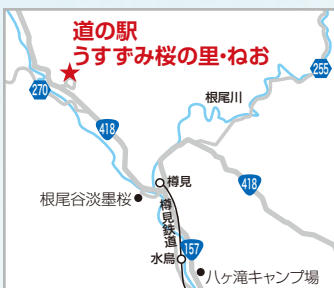 道の駅
うすずみ桜の里・ねお
270
255
根尾川
418
樽見
418
根尾谷淡墨桜
樽見鉄道
157
水鳥
八ヶ滝キャンプ場